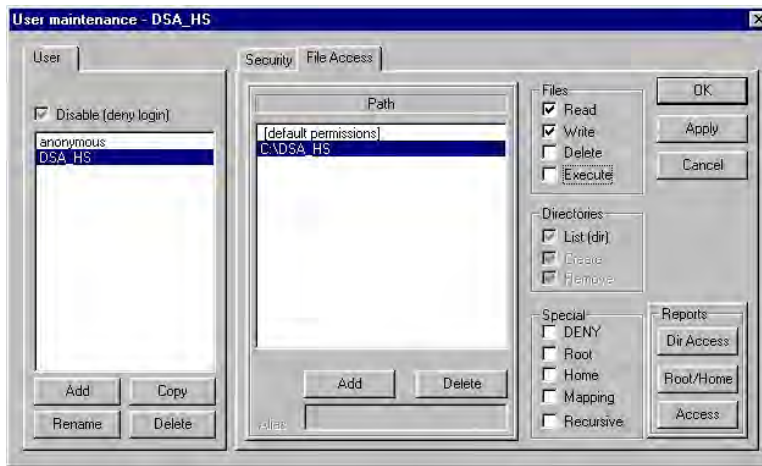 User maintenance - DSA_HS
User
Disable (deny login)
anonymous
DSA_HS
Add
Copy
Rename
Delete
Security
File Access
Path
[default permissions]
C:\DSA_HS
Add
Delete
alias
Files
Read
Write
Delete
Execute
Directories
List (dir)
Create
Remove
Special
DENY
Root
Home
Mapping
Recursive
OK
Apply
Cancel
Reports
Dir Access
Root/Home
Access